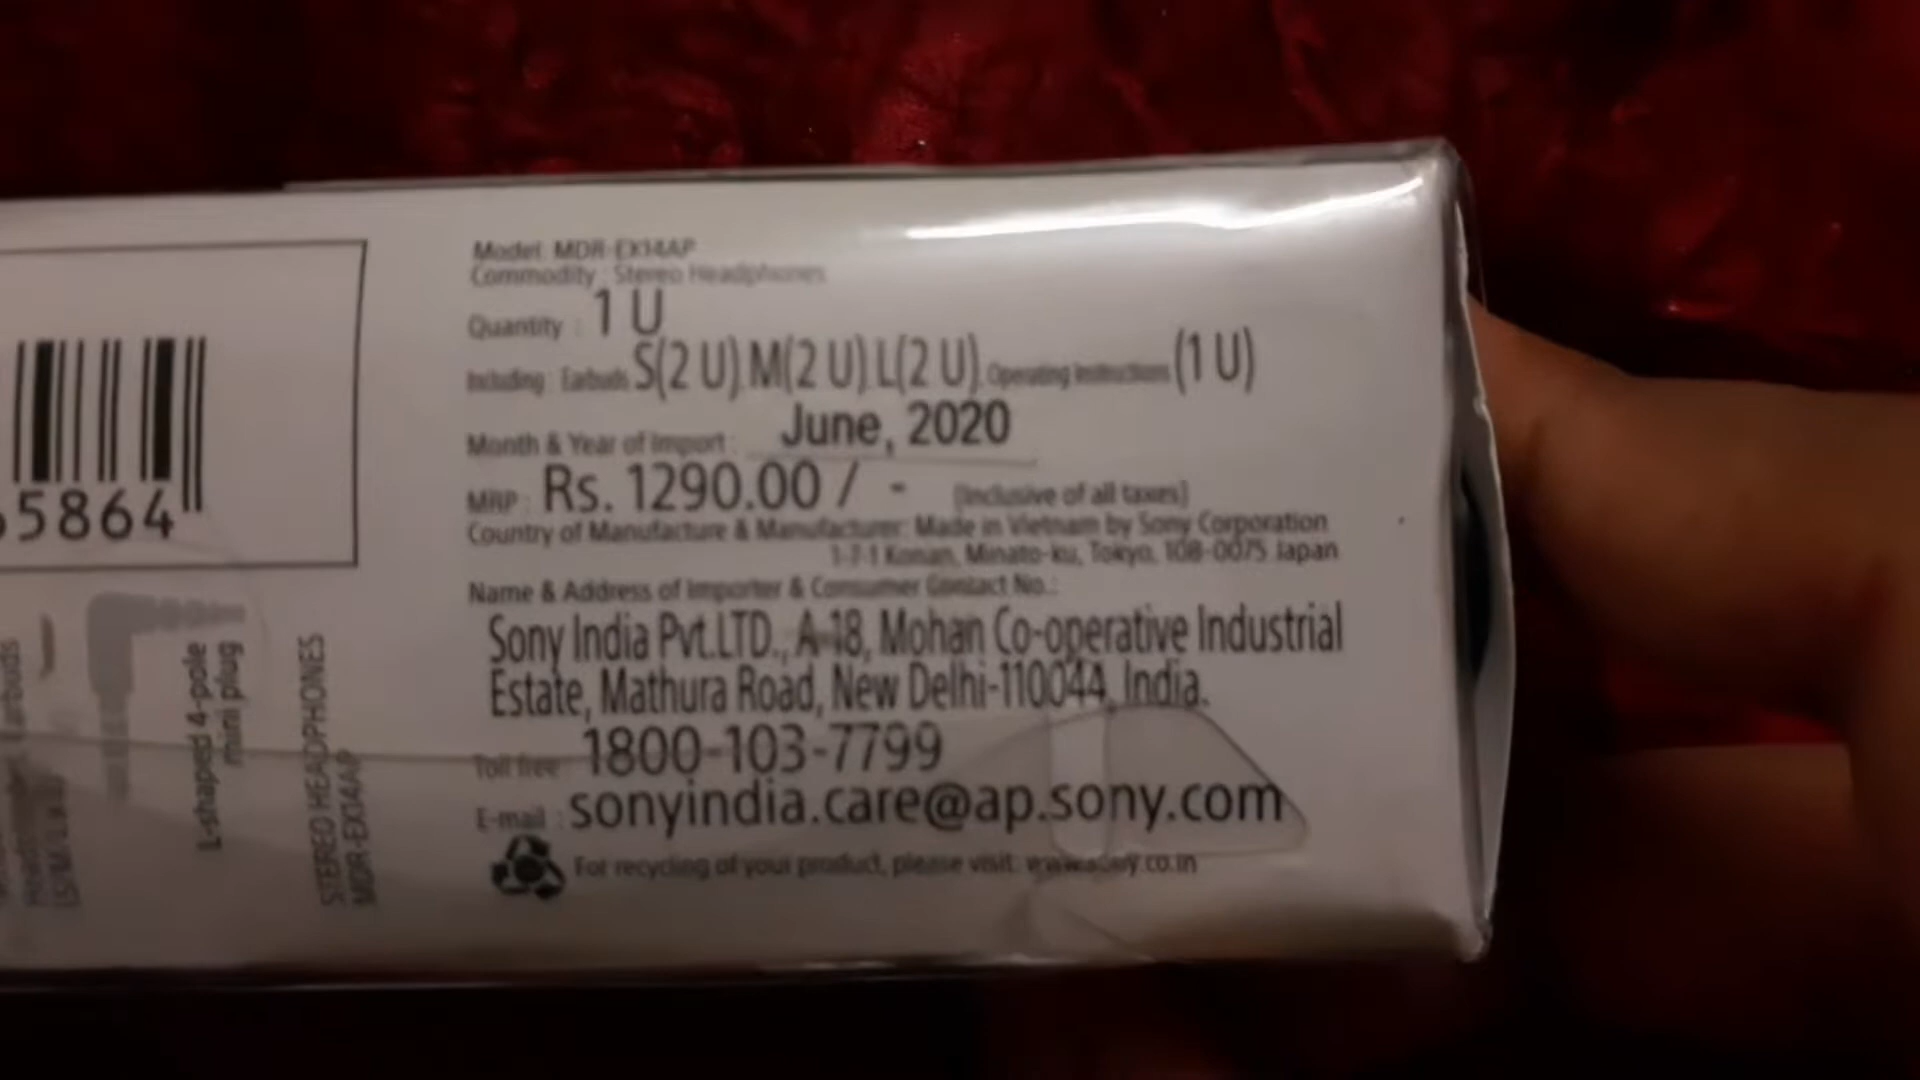 Model: MDR-EX14AP
Commodity : Stereo Headphones
Quantity : 1 U
Including : Earbuds S(2 U), M(2 U), L(2 U), Operating Instructions (1 U)
Month & Year of Import : June, 2020
MRP : Rs. 1290.00 / - (Inclusive of all taxes)
Country of Manufacture & Manufacturer: Made in Vietnam by Sony Corporation
1-7-1 Konan, Minato-ku, Tokyo, 108-0075 Japan
Name & Address of Importer & Consumer Contact No.:
Sony India Pvt.LTD., A-18, Mohan Co-operative Industrial
Estate, Mathura Road, New Delhi-110044, India.
Toll free 1800-103-7799
E-mail : sonyindia.care@ap.sony.com
For recycling of your product, please visit: www.sony.co.in
5864
L-shaped 4-pole
mini plug
STEREO HEADPHONES
MDR-EX14AP